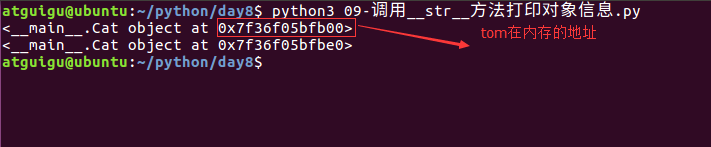 atguigu@ubuntu:~/python/day8$ python3 09-调用__str__方法打印对象信息.py
<__main__.Cat object at 0x7f36f05bfb00>
tom在内存的地址
<__main__.Cat object at 0x7f36f05bfbe0>
atguigu@ubuntu:~/python/day8$